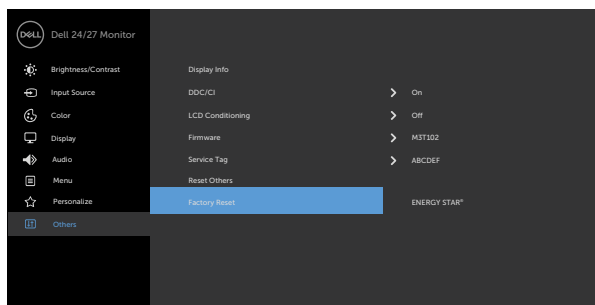 DELL Dell 24/27 Monitor
Brightness/Contrast Display Info
Input Source DDC/CI On
Color LCD Conditioning Off
Display Firmware M3T102
Audio Service Tag ABCDEF
Menu Reset Others
Personalize Factory Reset ENERGY STAR®
Others